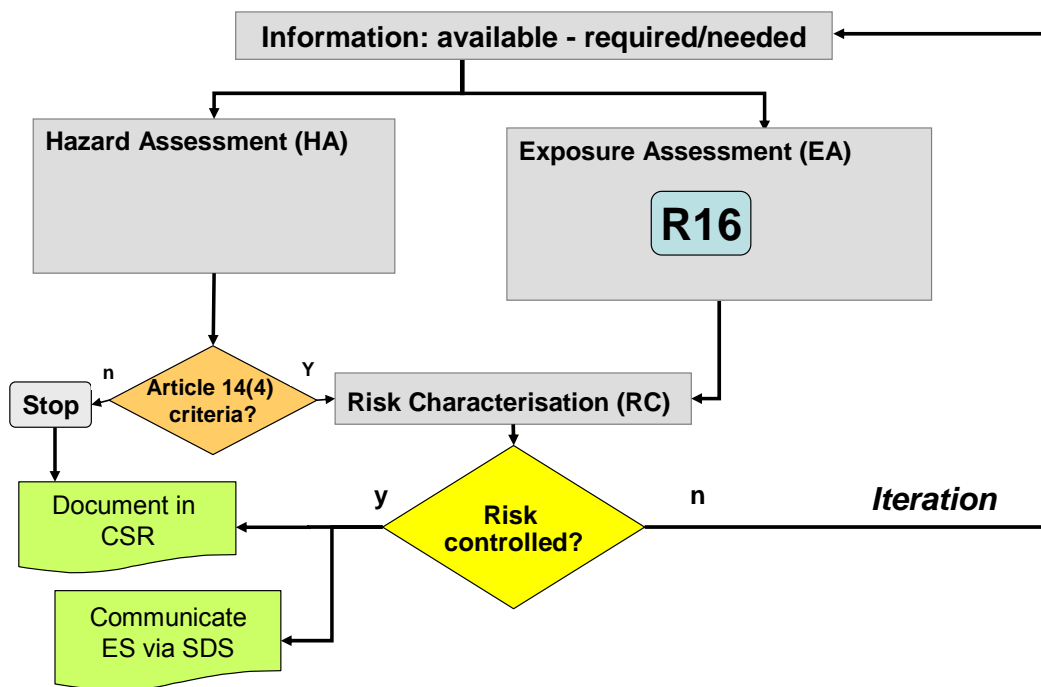 Information: available - required/needed
Hazard Assessment (HA)
Exposure Assessment (EA)
R16
n
Article 14(4)
criteria?
Y
Stop
Risk Characterisation (RC)
Document in
CSR
y
Risk
controlled?
n
Iteration
Communicate
ES via SDS